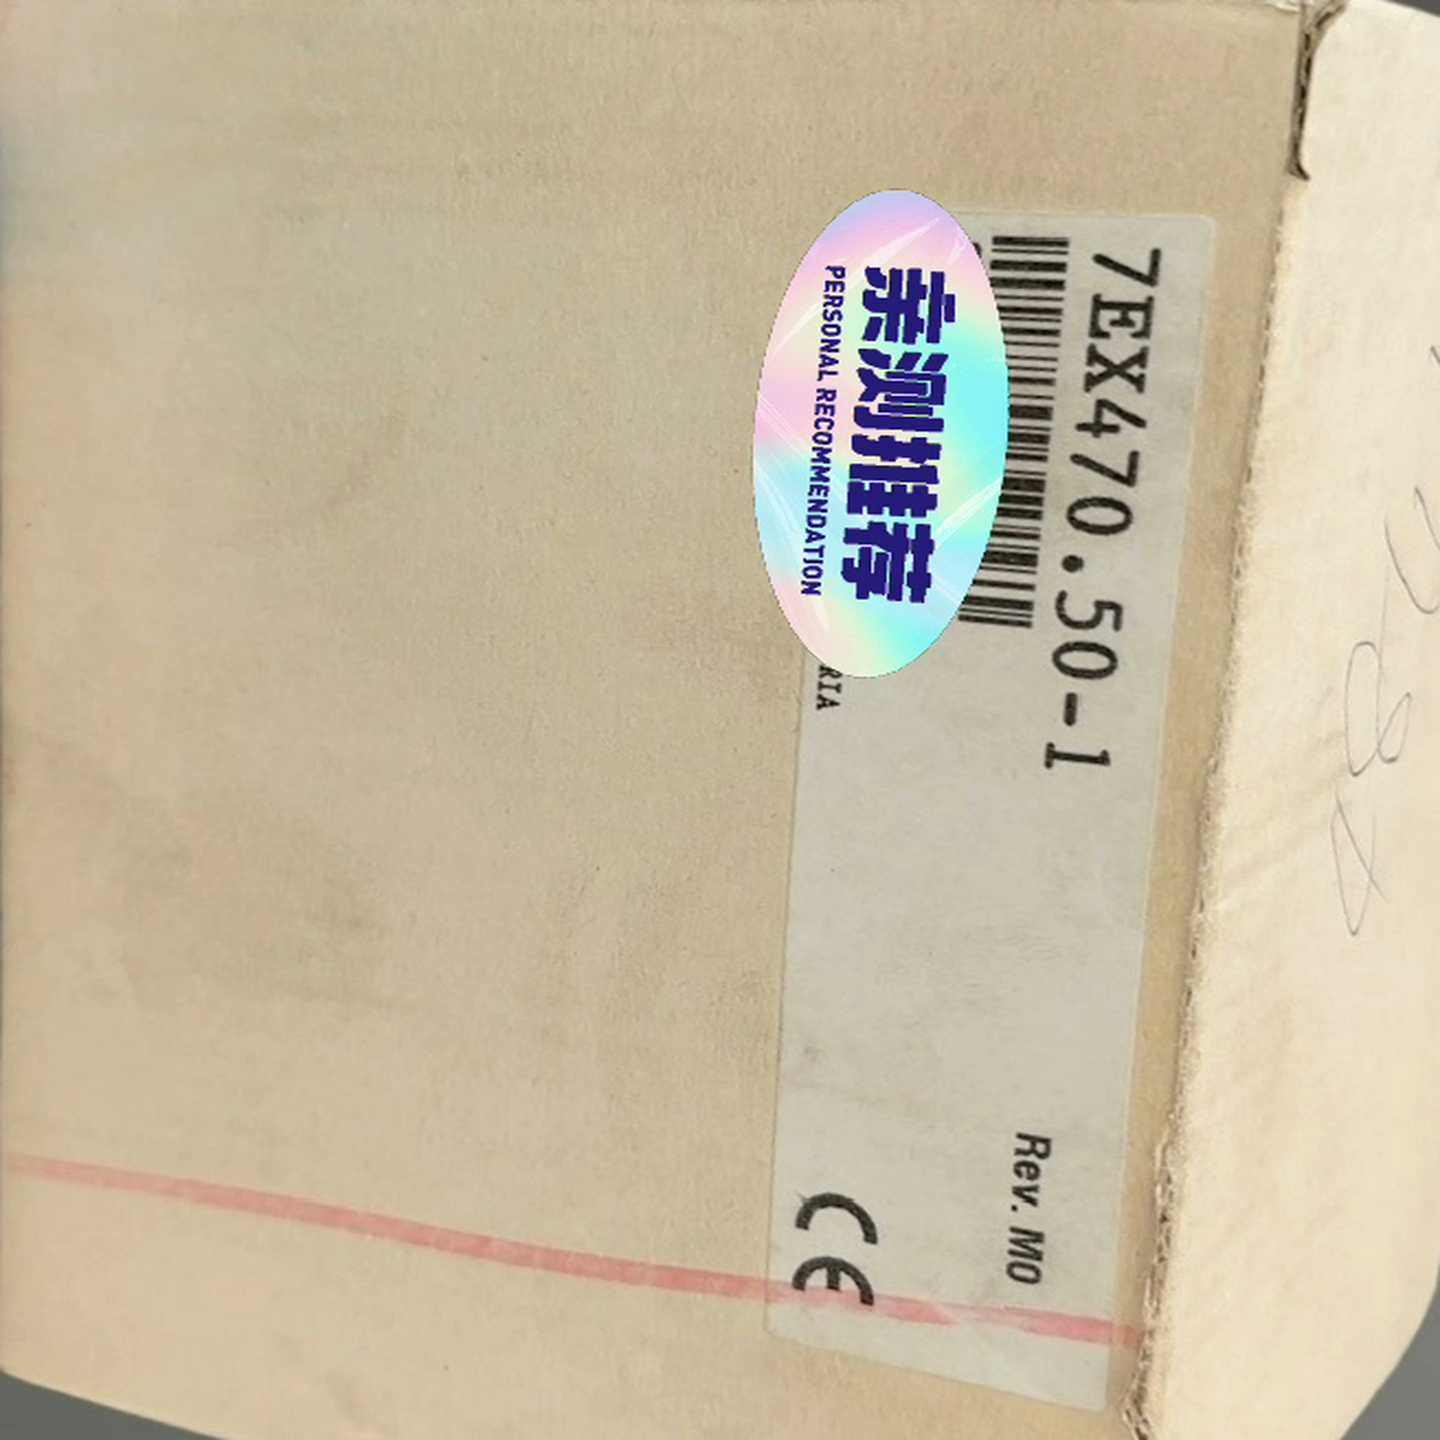 7EX470.50-1
Rev. M0
RIA
CE
亲测推荐
PERSONAL RECOMMENDATION